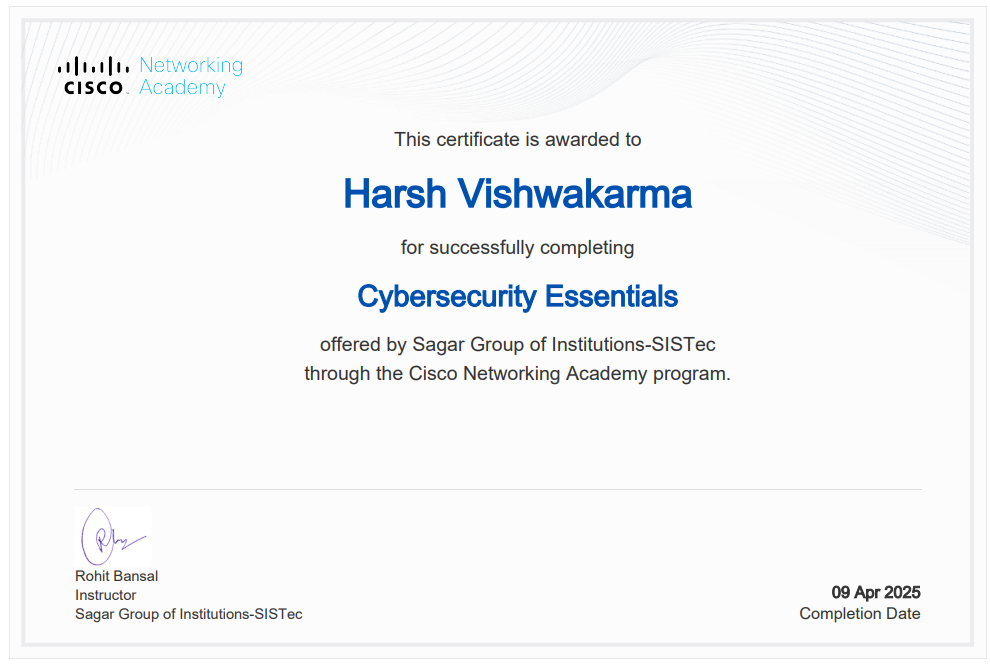 Networking
CISCO. Academy
This certificate is awarded to
Harsh Vishwakarma
for successfully completing
Cybersecurity Essentials
offered by Sagar Group of Institutions-SISTec
through the Cisco Networking Academy program.
Rohit Bansal
Instructor
Sagar Group of Institutions-SISTec
09 Apr 2025
Completion Date